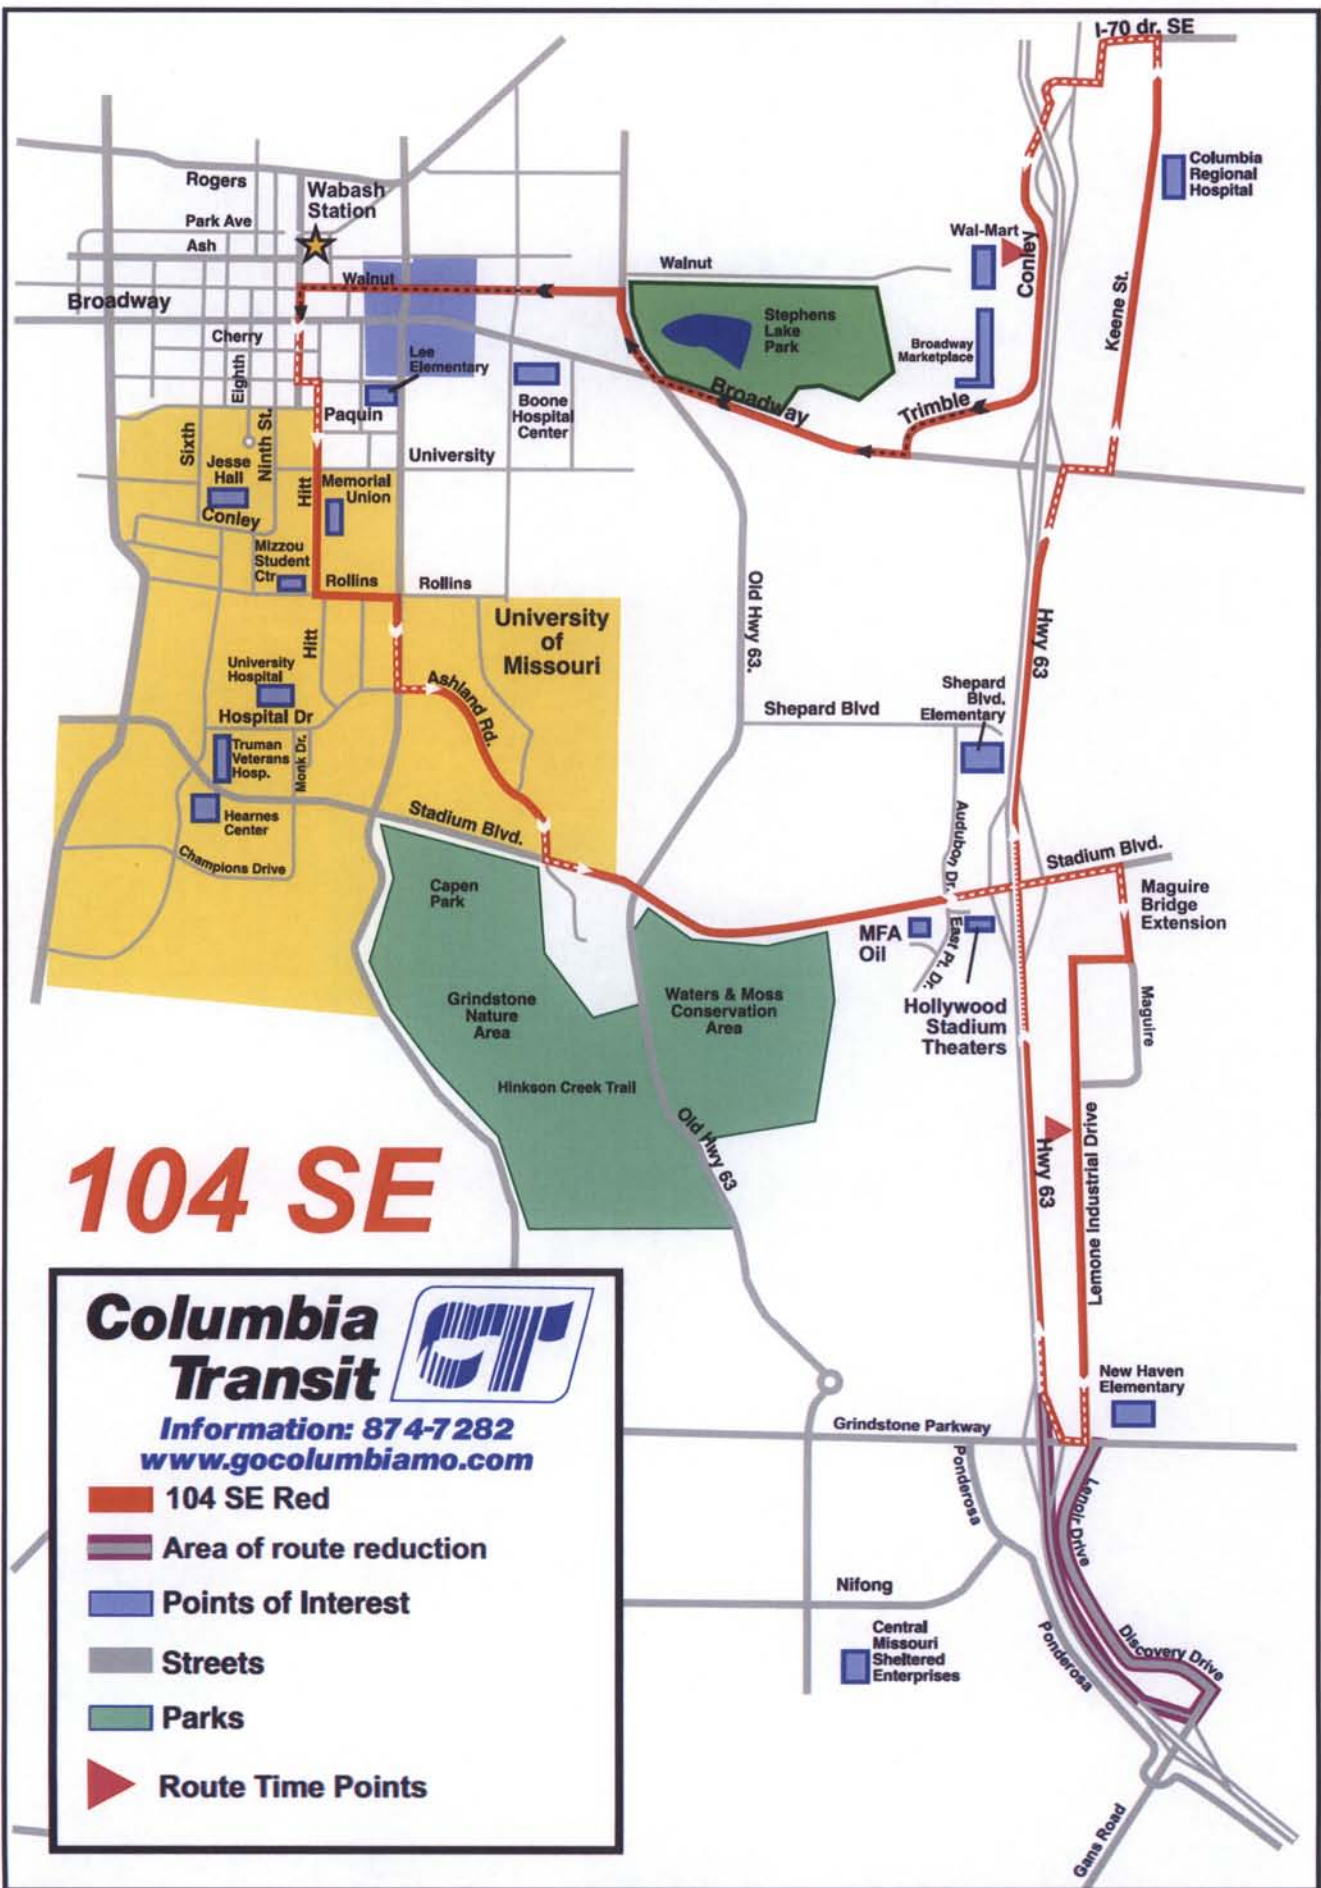 I-70 dr. SE
Columbia
Regional
Hospital
Rogers
Wabash
Station
Park Ave
Ash
Wal-Mart
Conley
Walnut
Walnut
Broadway
Keene St.
Stephens
Lake
Park
Broadway
Marketplace
Cherry
Eighth
Lee
Elementary
Boone
Hospital
Center
Broadway
Trimble
Paquin
Sixth
Ninth St.
University
Jesse
Hall
Hitt
Memorial
Union
Conley
Mizzou
Student
Ctr
Rollins
Rollins
Old Hwy 63.
Hwy 63
University
of
Missouri
Hitt
University
Hospital
Ashland Rd.
Shepard
Blvd.
Elementary
Shepard Blvd
Hospital Dr
Truman
Veterans
Hosp.
Monk Dr.
Hearnes
Center
Stadium Blvd.
Audubon Dr.
Stadium Blvd.
Champions Drive
Capen
Park
Maguire
Bridge
Extension
MFA
Oil
East Pt. Dr.
Grindstone
Nature
Area
Waters & Moss
Conservation
Area
Hollywood
Stadium
Theaters
Maguire
Hinkson Creek Trail
Old Hwy 63
Hwy 63
Lemone Industrial Drive
104 SE
Columbia
Transit
CT
Information: 874-7282
www.gocolumbiamo.com
104 SE Red
Area of route reduction
Points of Interest
Streets
Parks
Route Time Points
New Haven
Elementary
Grindstone Parkway
Ponderosa
Lenoir Drive
Nifong
Central
Missouri
Sheltered
Enterprises
Ponderosa
Discovery Drive
Gans Road